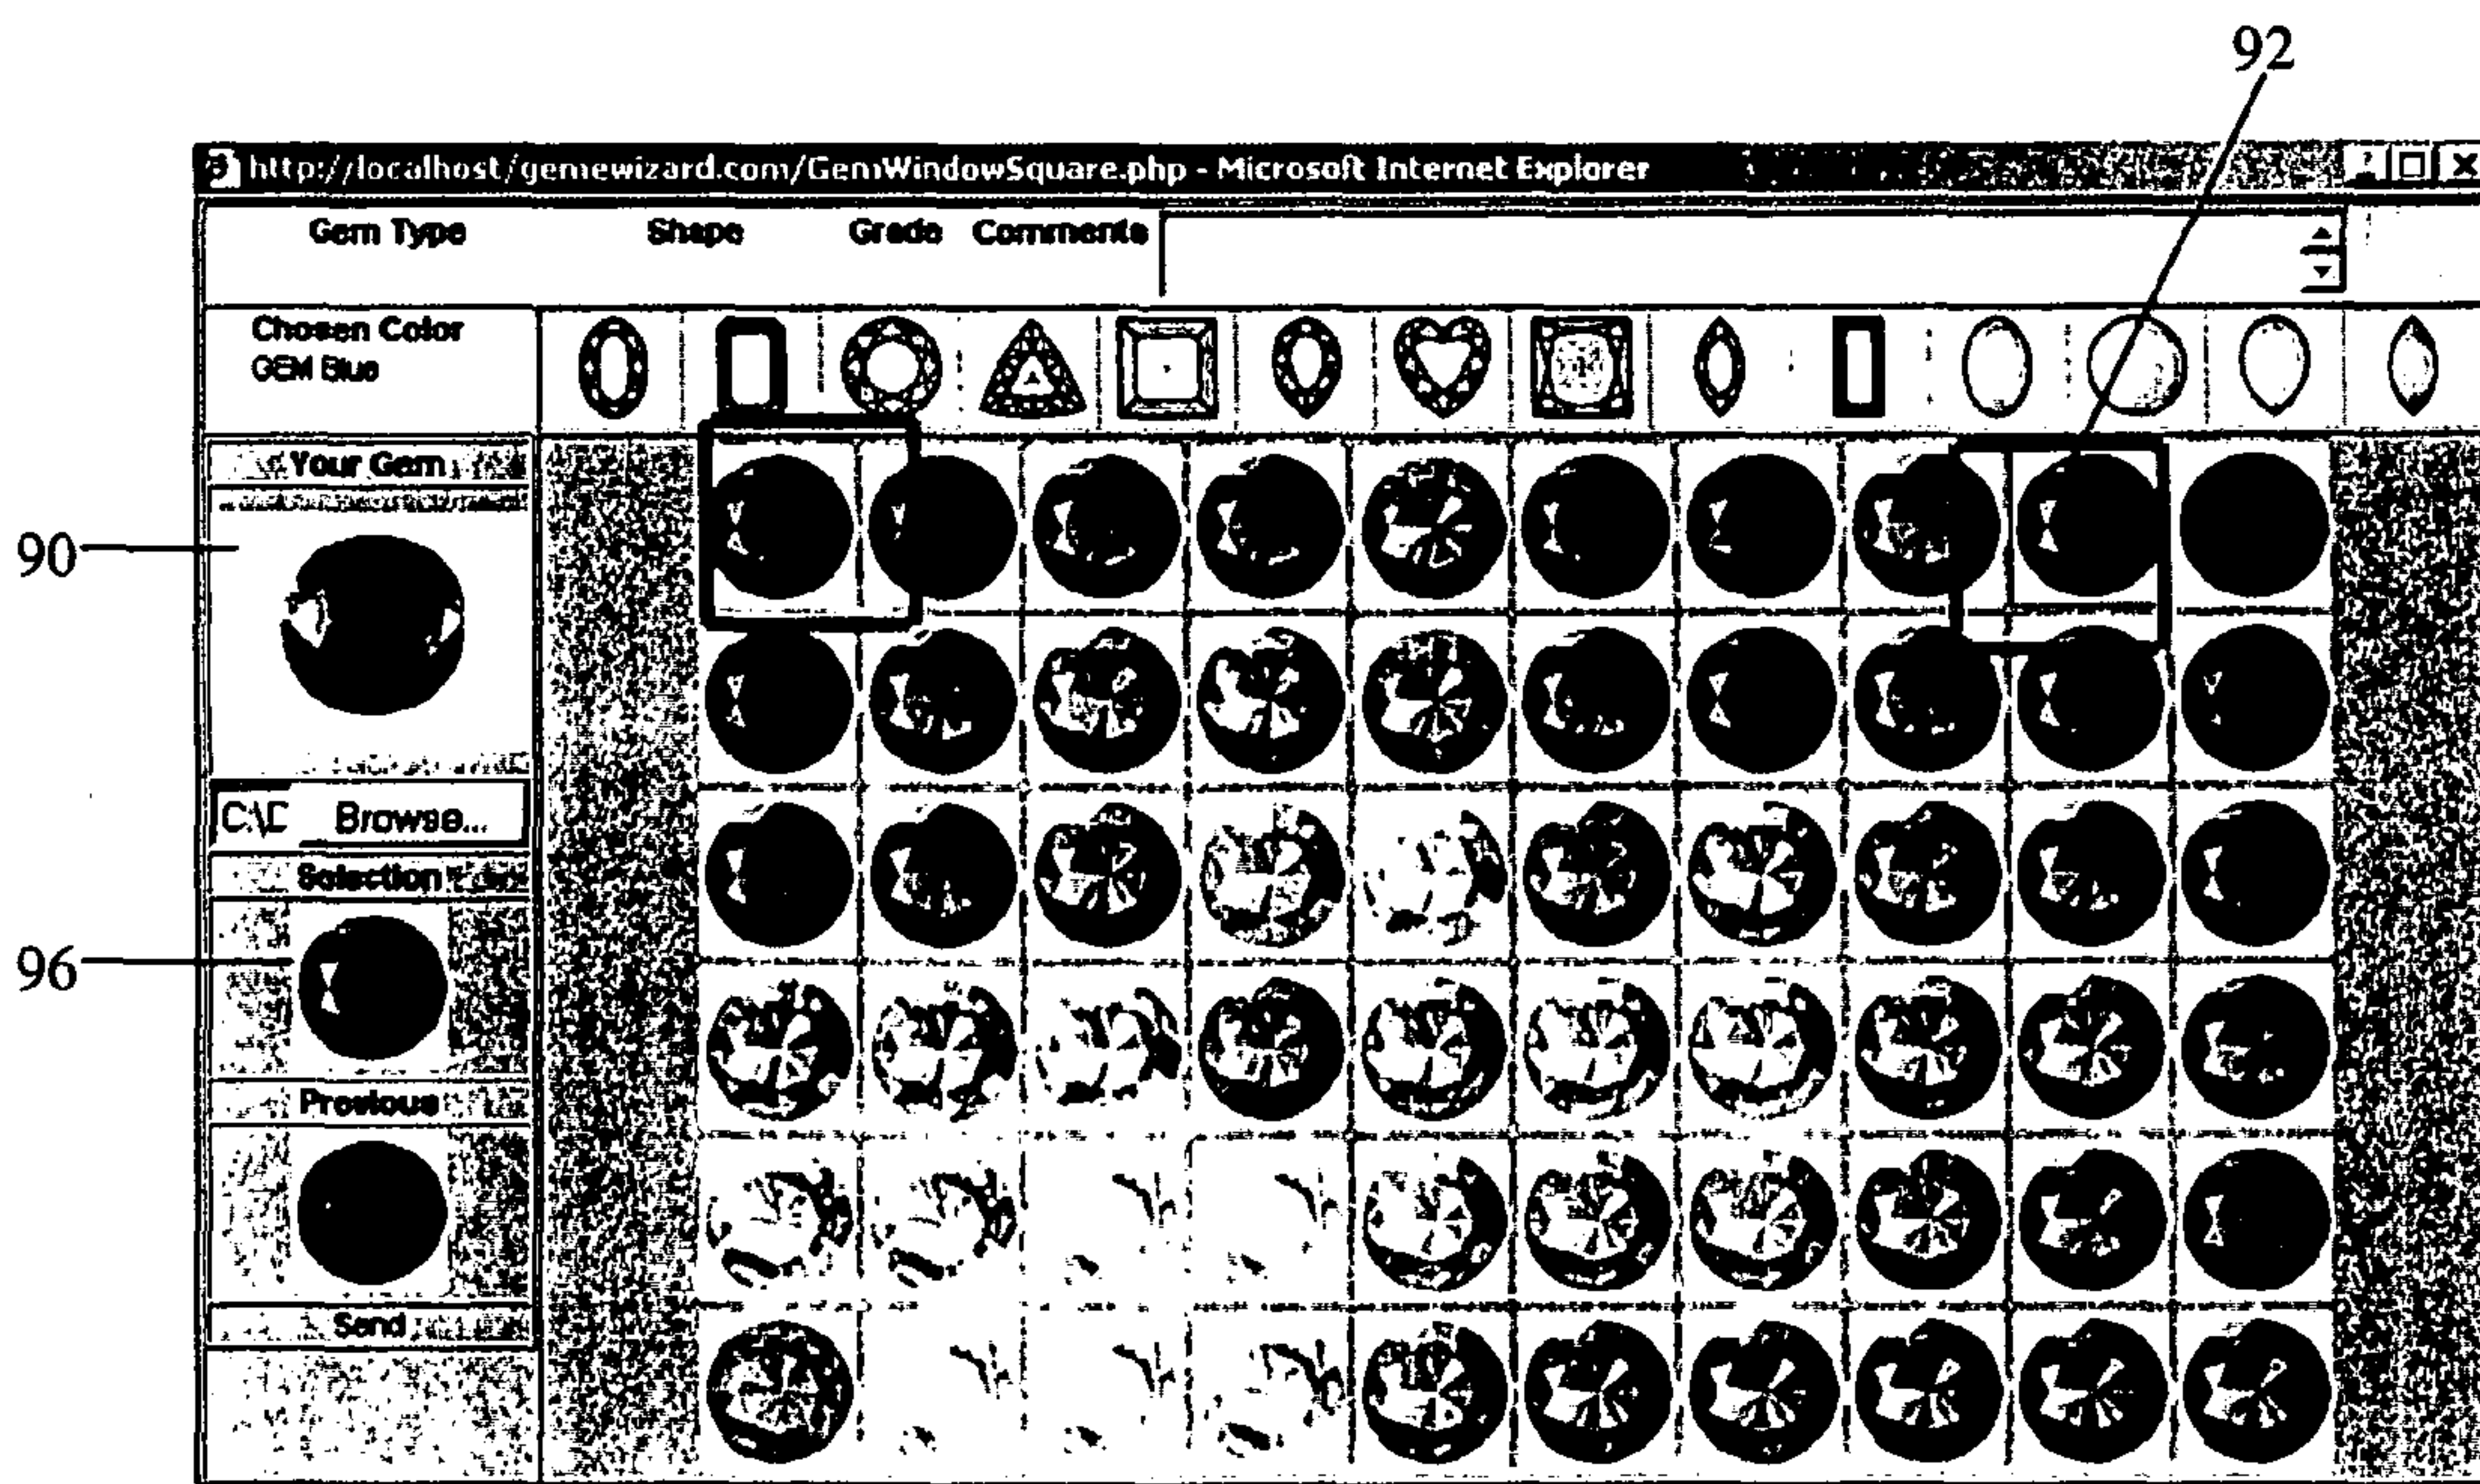 92
http://localhost/gemewizard.com/GemWindowSquare.php - Microsoft Internet Explorer
Gem Type Shape Grade Comments
Chosen Color
GEM Blue
Your Gem
90
C:\D Browse...
Selection
96
Previous
Send